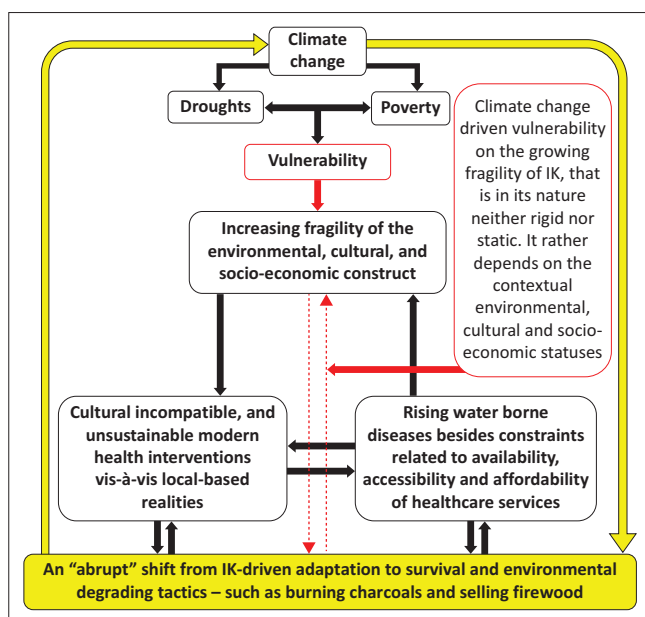 Climate
change
Droughts
Poverty
Vulnerability
Climate change
driven vulnerability
on the growing
fragility of IK, that
is in its nature
neither rigid nor
static. It rather
depends on the
contextual
environmental,
cultural and socio-
economic statuses
Increasing fragility of the
environmental, cultural, and
socio-economic construct
Cultural incompatible, and
unsustainable modern
health interventions
vis-à-vis local-based
realities
Rising water borne
diseases besides constraints
related to availability,
accessibility and affordability
of healthcare services
An “abrupt” shift from IK-driven adaptation to survival and environmental
degrading tactics – such as burning charcoals and selling firewood